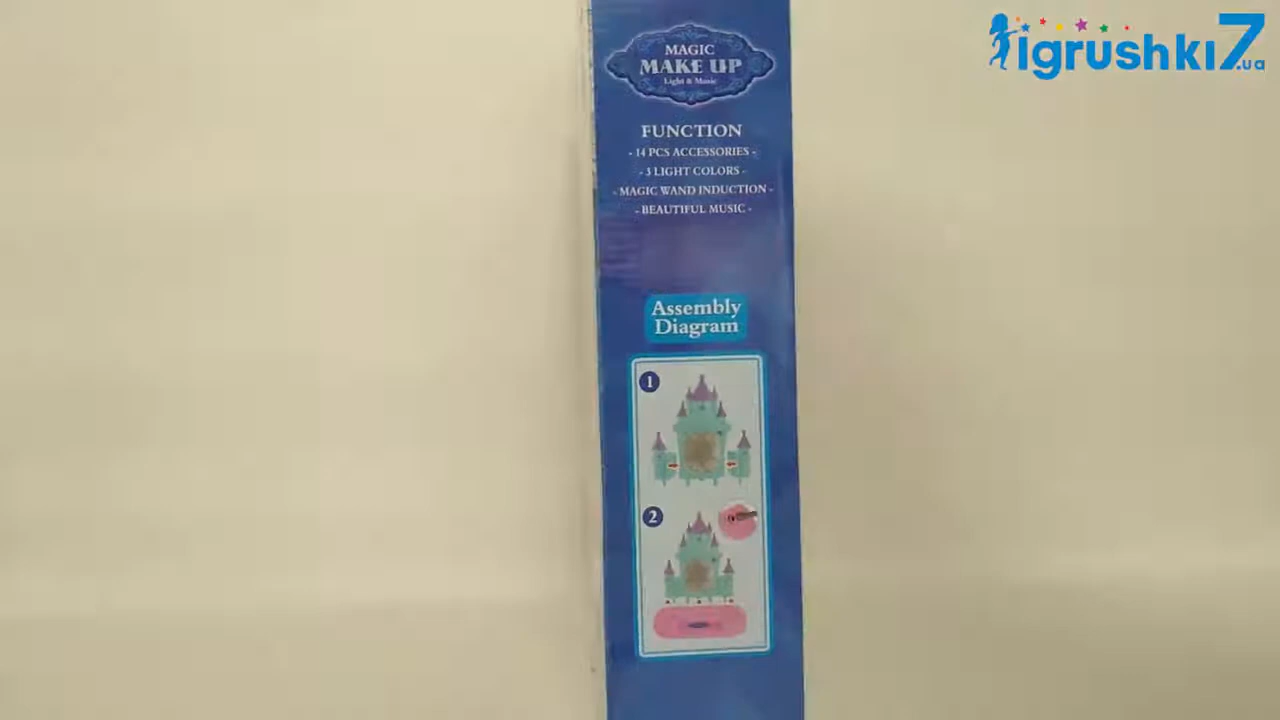 MAGIC
MAKE UP
Light & Music
FUNCTION
- 14 PCS ACCESSORIES -
- 3 LIGHT COLORS -
- MAGIC WAND INDUCTION -
- BEAUTIFUL MUSIC -
Assembly
Diagram
1
2
igrushki7.ua